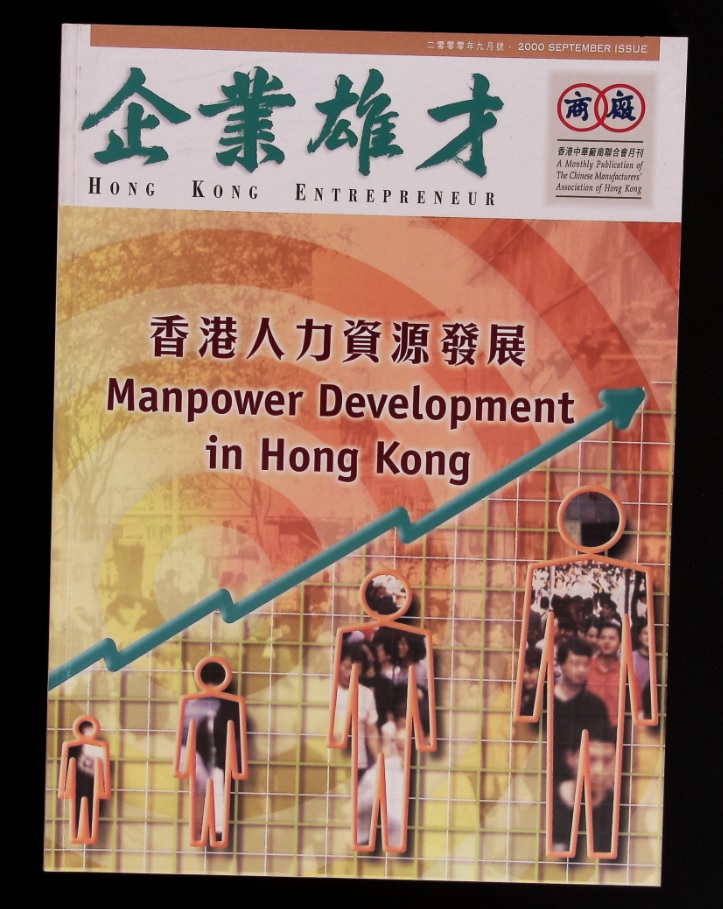 二零零零年九月號 · 2000 SEPTEMBER ISSUE
企業雄才
HONG KONG ENTREPRENEUR
商廠
香港中華廠商聯合會月刊
A Monthly Publication of
The Chinese Manufacturers'
Association of Hong Kong
香港人力資源發展
Manpower Development
in Hong Kong